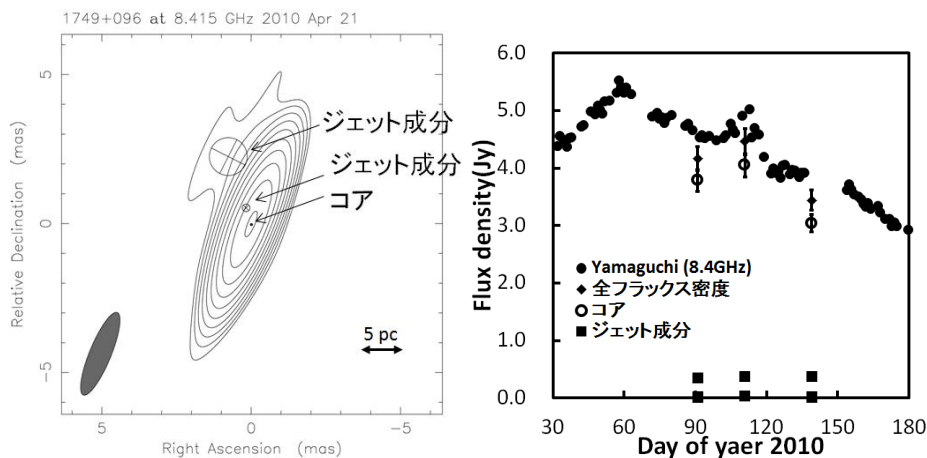 1749+096 at 8.415 GHz 2010 Apr 21
Relative Declination (mas)
5
0
-5
ジェット成分
ジェット成分
コア
5 pc
5
0
-5
Right Ascension (mas)
Flux density(Jy)
6.0
5.0
4.0
3.0
2.0
1.0
0.0
Yamaguchi (8.4GHz)
全フラックス密度
コア
ジェット成分
30
60
90
120
150
180
Day of yaer 2010